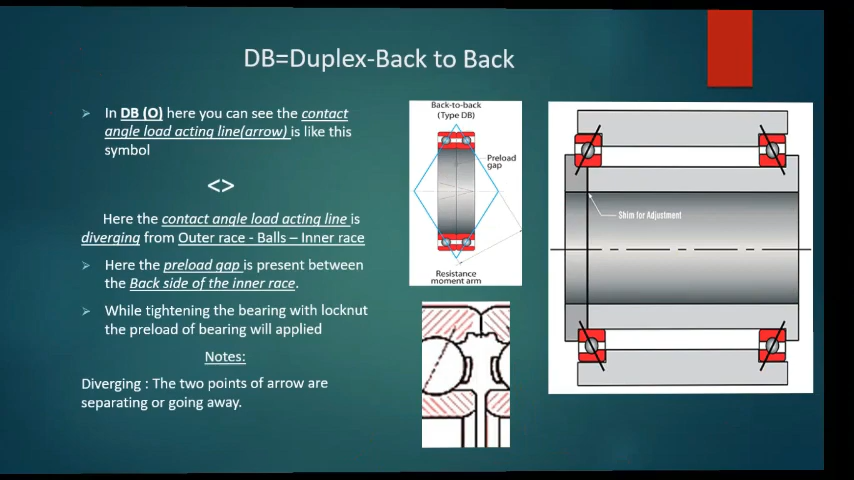 DB=Duplex-Back to Back
In DB (O) here you can see the contact
angle load acting line(arrow) is like this
symbol
<>
Here the contact angle load acting line is
diverging from Outer race - Balls – Inner race
Here the preload gap is present between
the Back side of the inner race.
While tightening the bearing with locknut
the preload of bearing will applied
Notes:
Diverging : The two points of arrow are
separating or going away.
Back-to-back
(Type DB)
Preload
gap
Resistance
moment arm
Shim for Adjustment